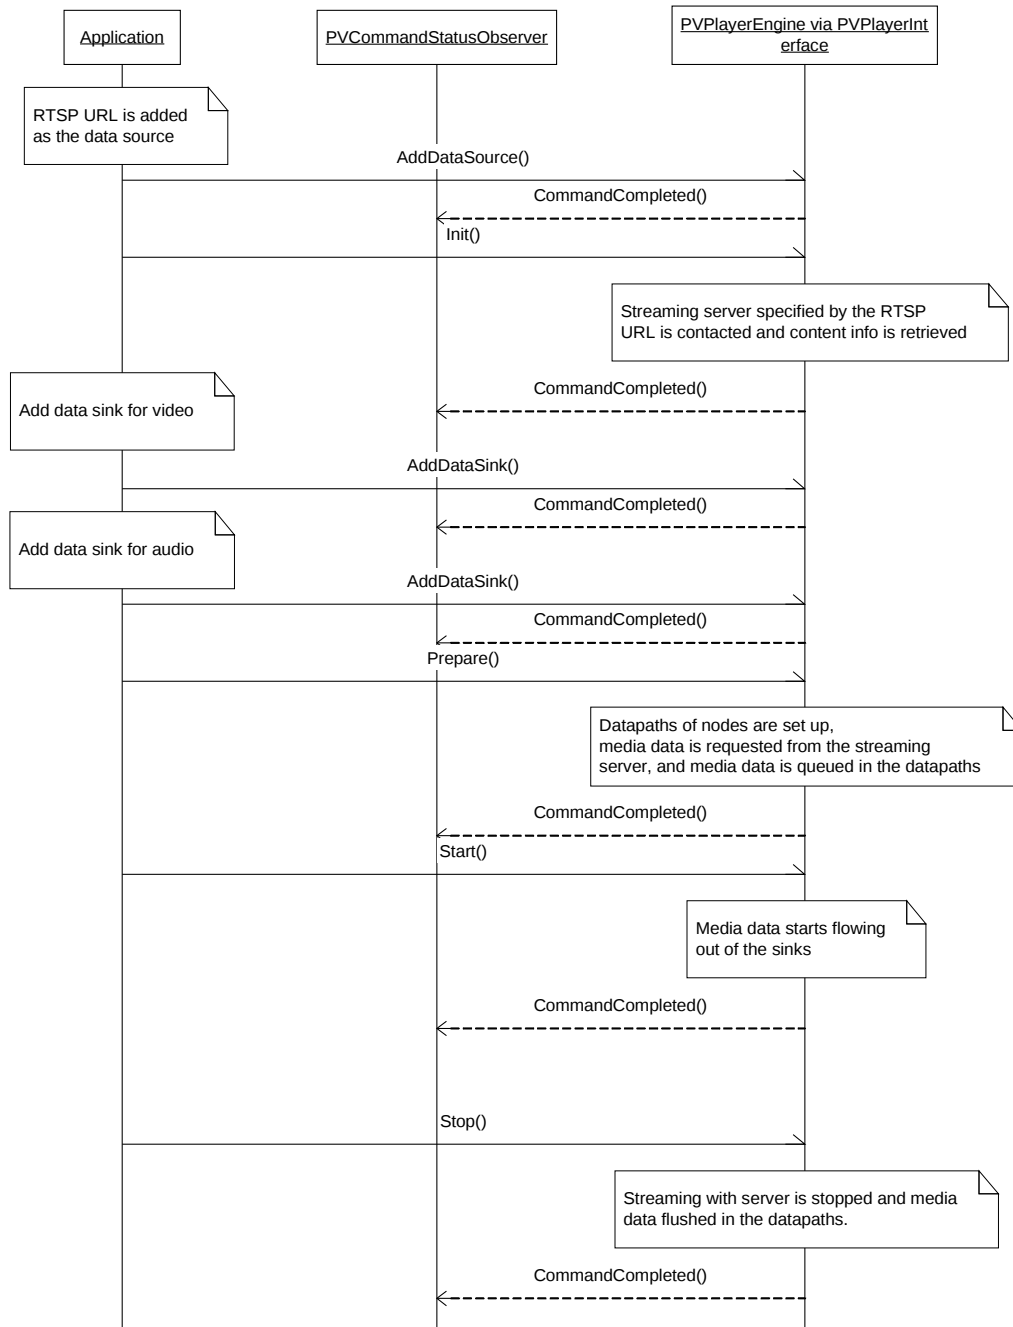 Application
PVCommandStatusObserver
PVPlayerEngine via PVPlayerInt
erface
RTSP URL is added
as the data source
AddDataSource()
CommandCompleted()
Init()
Streaming server specified by the RTSP
URL is contacted and content info is retrieved
CommandCompleted()
Add data sink for video
AddDataSink()
CommandCompleted()
Add data sink for audio
AddDataSink()
CommandCompleted()
Prepare()
Datapaths of nodes are set up,
media data is requested from the streaming
server, and media data is queued in the datapaths
CommandCompleted()
Start()
Media data starts flowing
out of the sinks
CommandCompleted()
Stop()
Streaming with server is stopped and media
data flushed in the datapaths.
CommandCompleted()